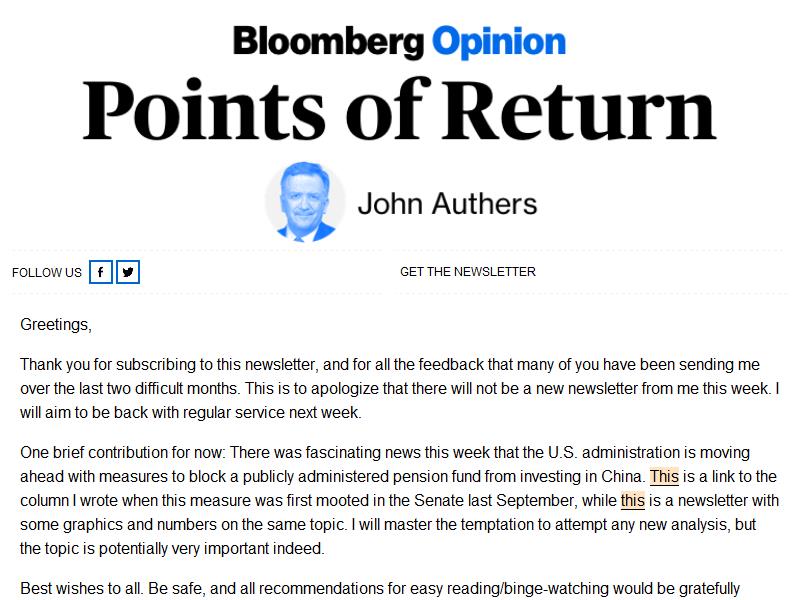 Bloomberg Opinion
Points of Return
John Authers
FOLLOW US
GET THE NEWSLETTER
Greetings,
Thank you for subscribing to this newsletter, and for all the feedback that many of you have been sending me
over the last two difficult months. This is to apologize that there will not be a new newsletter from me this week. I
will aim to be back with regular service next week.
One brief contribution for now: There was fascinating news this week that the U.S. administration is moving
ahead with measures to block a publicly administered pension fund from investing in China. This is a link to the
column I wrote when this measure was first mooted in the Senate last September, while this is a newsletter with
some graphics and numbers on the same topic. I will master the temptation to attempt any new analysis, but
the topic is potentially very important indeed.
Best wishes to all. Be safe, and all recommendations for easy reading/binge-watching would be gratefully